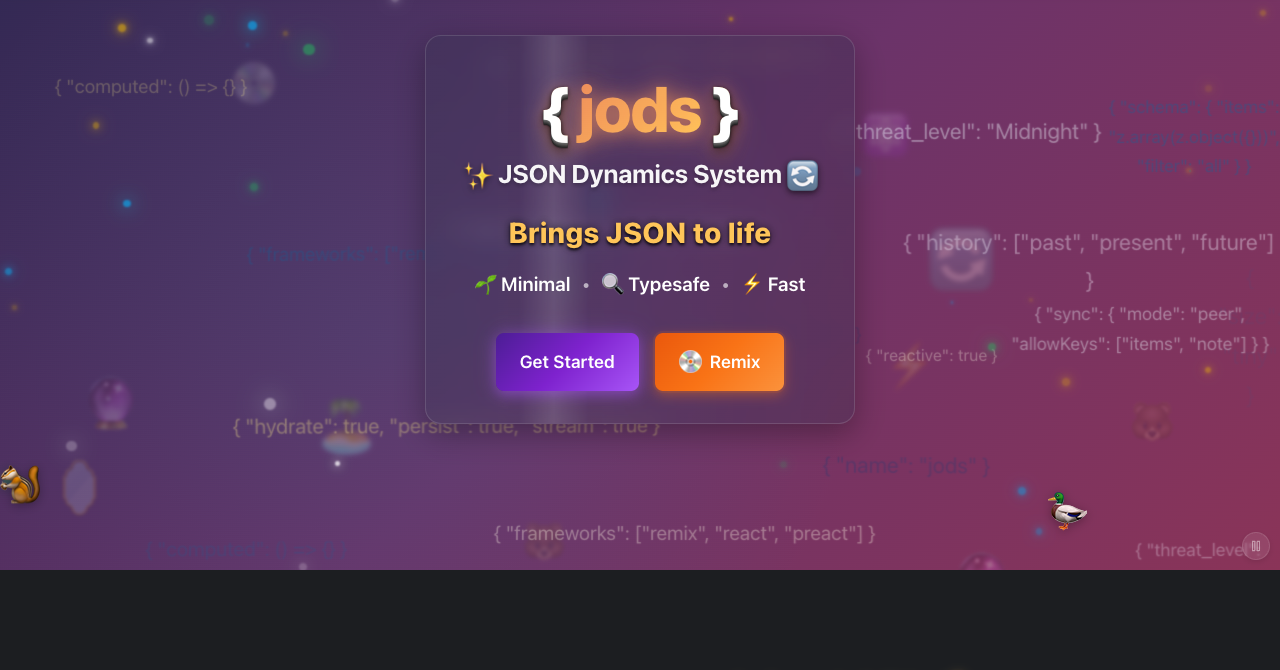 { "computed": () => {} }
{ jods }
✨ JSON Dynamics System 🔄
Brings JSON to life
🌱 Minimal • 🔍 Typesafe • ⚡ Fast
Get Started
💿 Remix
threat_level": "Midnight" }
{ "history": ["past", "present", "future"]
}
{ "sync": { "mode": "peer",
"allowKeys": ["items", "note"] } }
{ "reactive": true }
{ "hydrate": true, "persist": true, "stream": true }
{ "name": "jods" }
{ "frameworks": ["remix", "react", "preact"] }
{ "threat_level